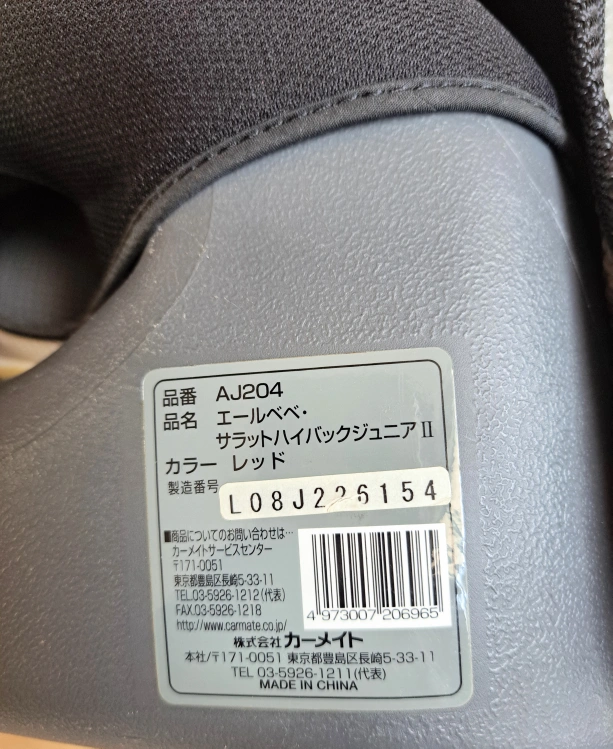 品番 AJ204
品名 エールベベ・
サラットハイバックジュニアⅡ
カラー レッド
製造番号 L08J226154
■商品についてのお問い合わせは…
カーメイトサービスセンター
〒171-0051
東京都豊島区長崎5-33-11
TEL.03-5926-1212(代表)
FAX.03-5926-1218
http://www.carmate.co.jp/
4 973007 206965
株式会社 カーメイト
本社/〒171-0051 東京都豊島区長崎5-33-11
TEL 03-5926-1211(代表)
MADE IN CHINA